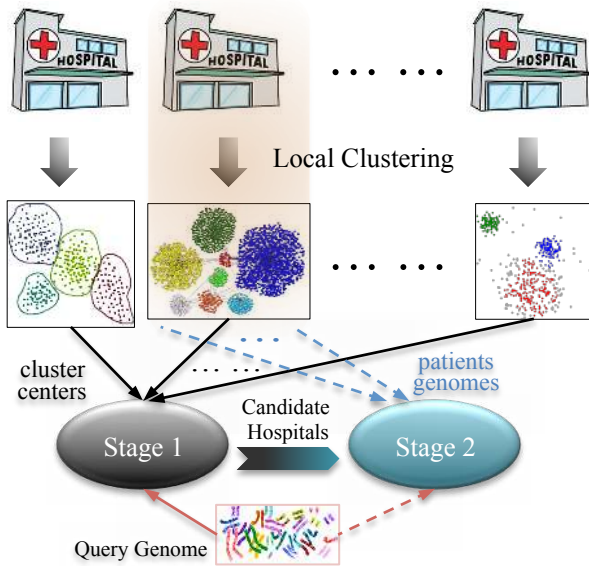 HOSPITAL
HOSPITAL
HOSPITAL
... ...
Local Clustering
... ...
cluster
centers
... ...
patients
genomes
Stage 1
Candidate
Hospitals
Stage 2
Query Genome